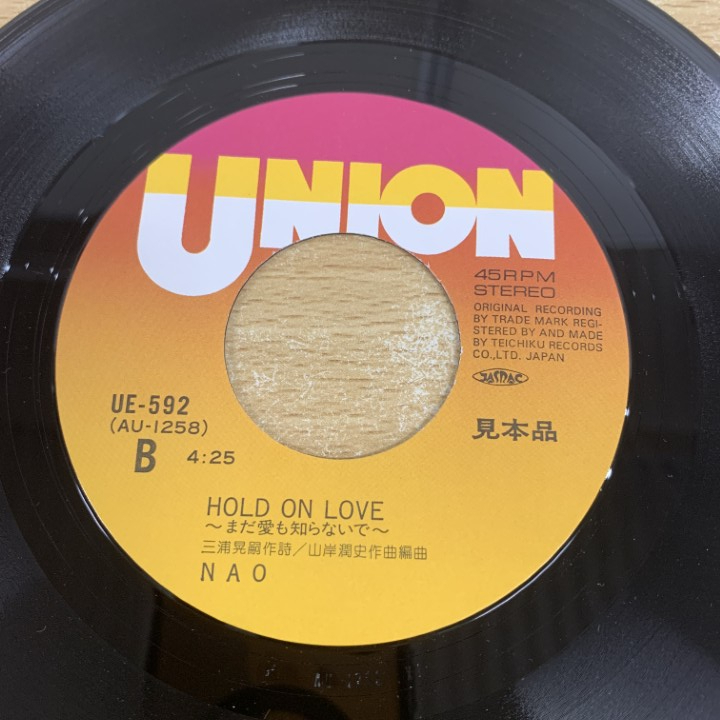 UNION
45RPM
STEREO
ORIGINAL RECORDING
BY TRADE MARK REGI-
STERED BY AND MADE
BY TEICHIKU RECORDS
CO.,LTD. JAPAN
JASRAC
UE-592
(AU-1258)
見本品
B 4:25
HOLD ON LOVE
～まだ愛も知らないで～
三浦晃嗣作詩／山岸潤史作曲編曲
NAO